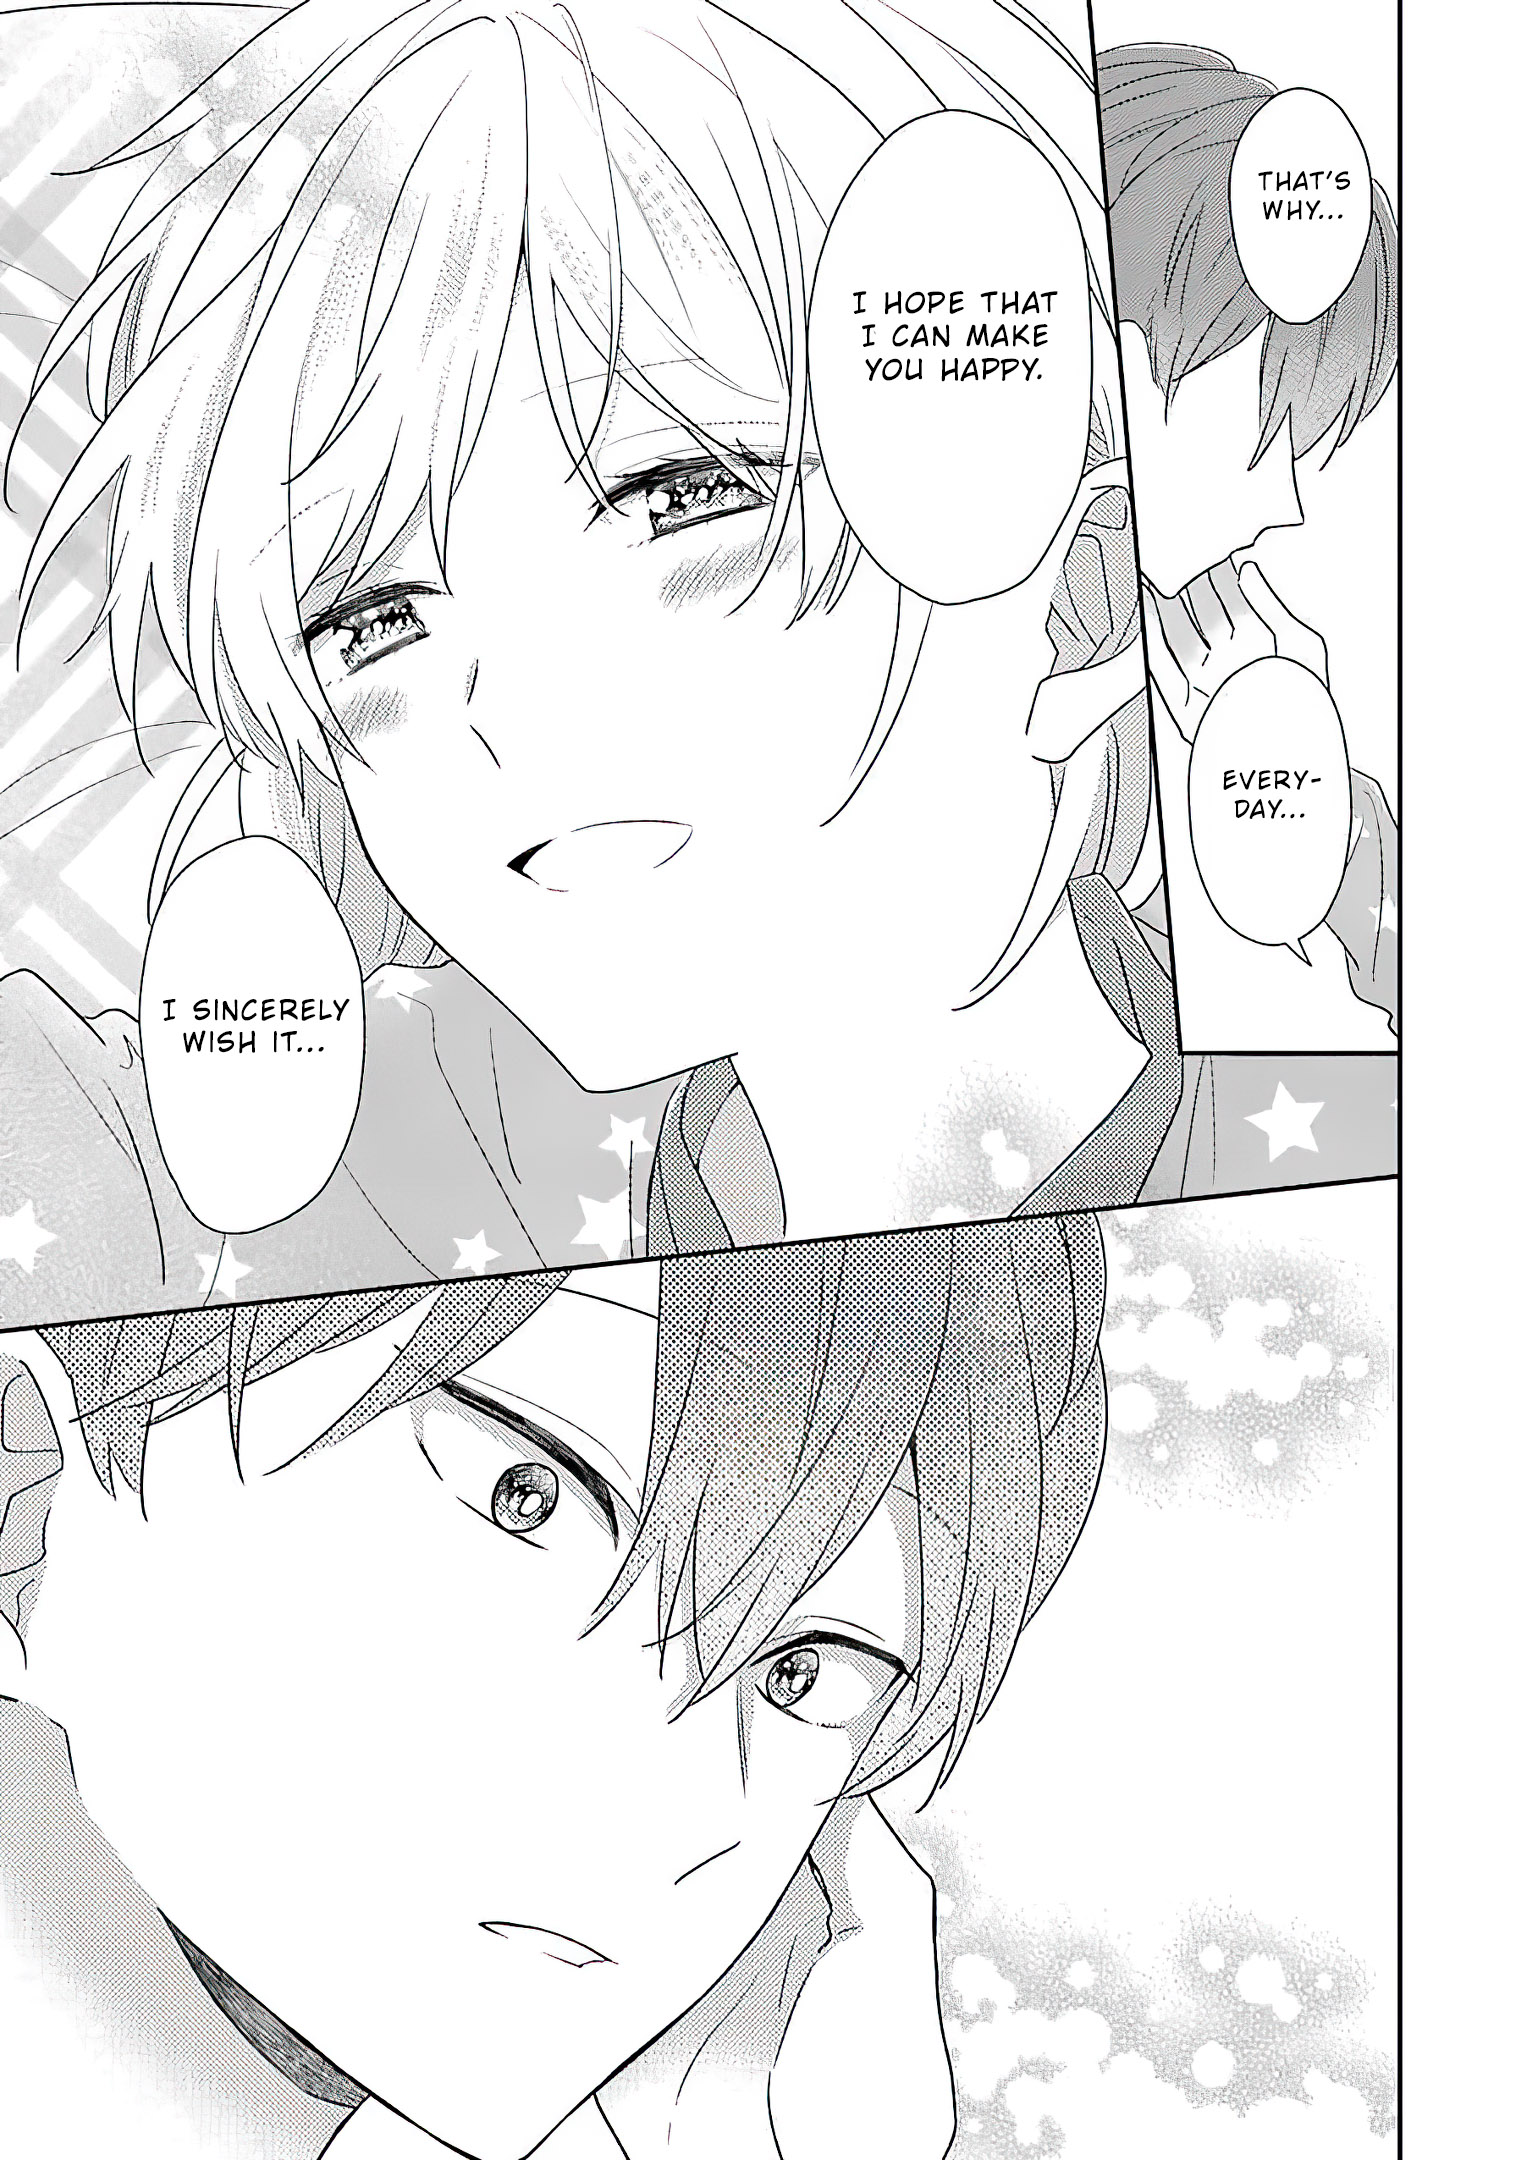 THAT'S
WHY...
EVERY-
DAY...
I HOPE THAT
I CAN MAKE
YOU HAPPY.
I SINCERELY
WISH IT...